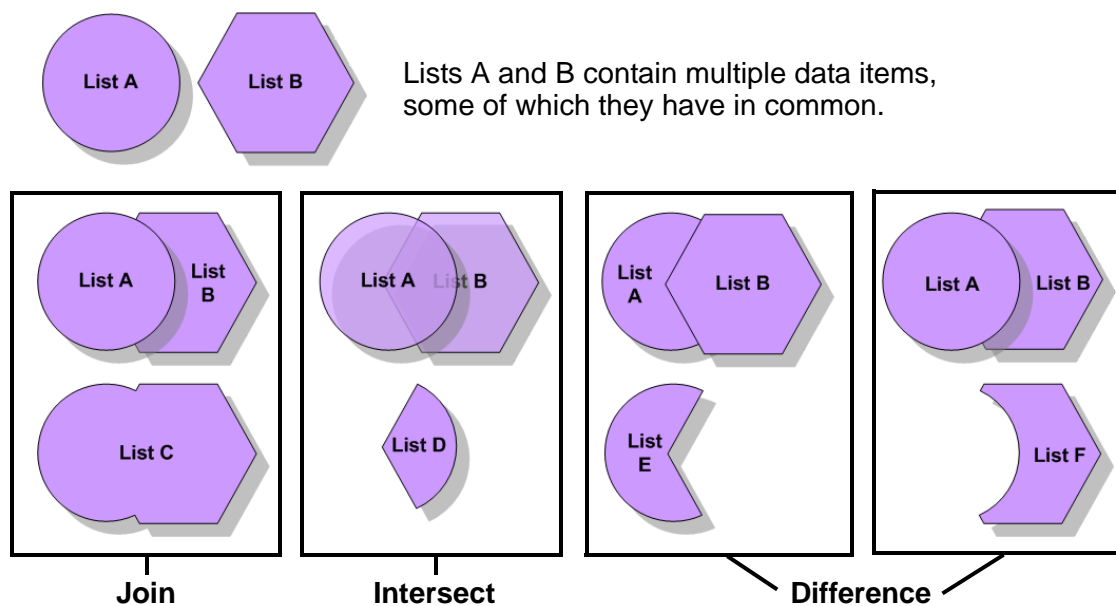 List A
List B
Lists A and B contain multiple data items,
some of which they have in common.
List A
List
B
List C
Join
List A
List B
List D
Intersect
List
A
List B
List
E
List A
List B
List F
Difference